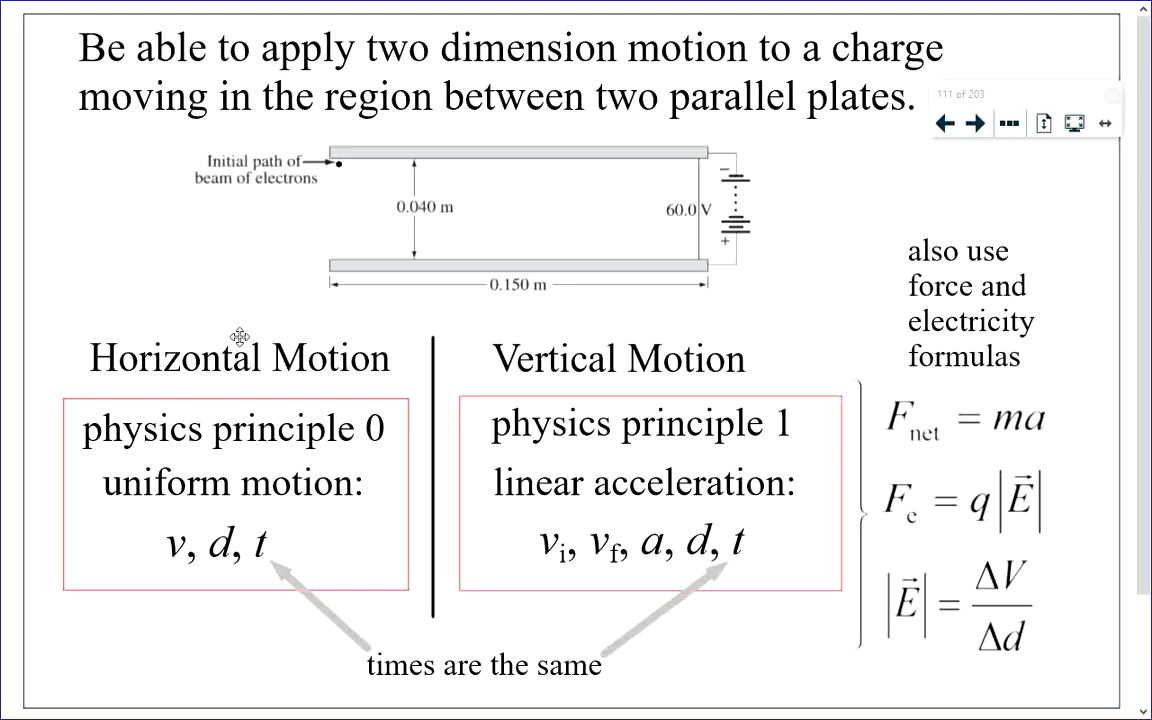 Be able to apply two dimension motion to a charge
moving in the region between two parallel plates.
111 of 203
Initial path of
beam of electrons
0.040 m
60.0 V
−
+
0.150 m
also use
force and
electricity
formulas
Horizontal Motion
physics principle 0
uniform motion:
v, d, t
Vertical Motion
physics principle 1
linear acceleration:
vᵢ, v_f, a, d, t
times are the same
F_net = ma
F_e = q|E⃗|
|E⃗| = ΔV/Δd